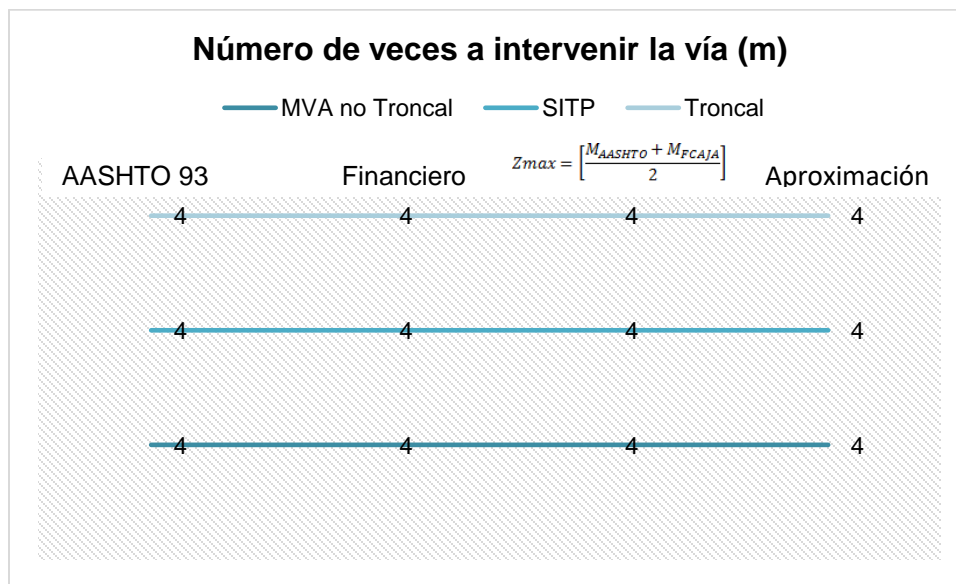 Número de veces a intervenir la vía (m)
MVA no Troncal SITP Troncal
AASHTO 93 Financiero Zmax = [(M_AASHTO + M_FCAJA) / 2] Aproximación
4 4 4 4
4 4 4 4
4 4 4 4